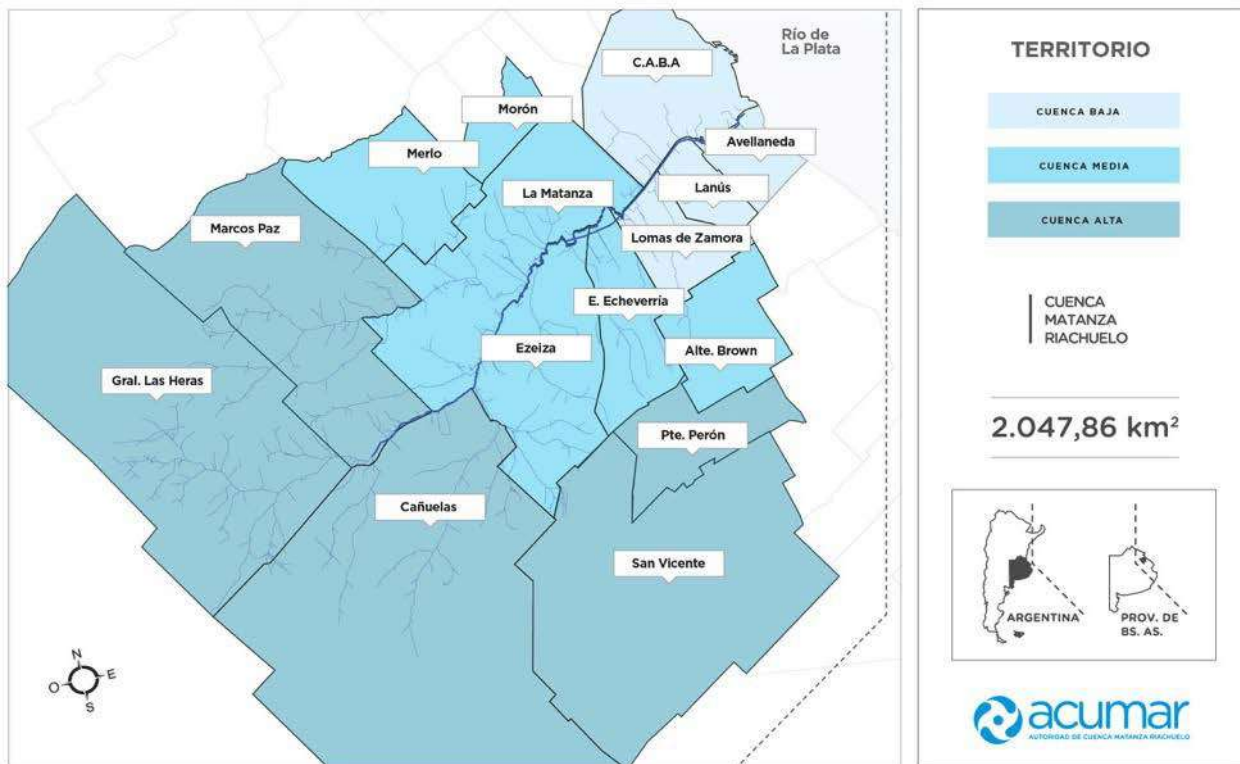 Río de
La Plata
C.A.B.A
Morón
Avellaneda
Merlo
Lanús
La Matanza
Marcos Paz
Lomas de Zamora
E. Echeverría
Ezeiza
Alte. Brown
Gral. Las Heras
Pte. Perón
Cañuelas
San Vicente
N
O
E
S
TERRITORIO
CUENCA BAJA
CUENCA MEDIA
CUENCA ALTA
CUENCA
MATANZA
RIACHUELO
2.047,86 km²
ARGENTINA
PROV. DE
BS. AS.
acumar
AUTORIDAD DE CUENCA MATANZA RIACHUELO